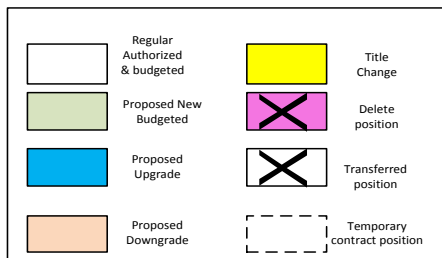 Regular
Authorized
& budgeted
Title
Change
Proposed New
Budgeted
Delete
position
Proposed
Upgrade
Transferred
position
Proposed
Downgrade
Temporary
contract position